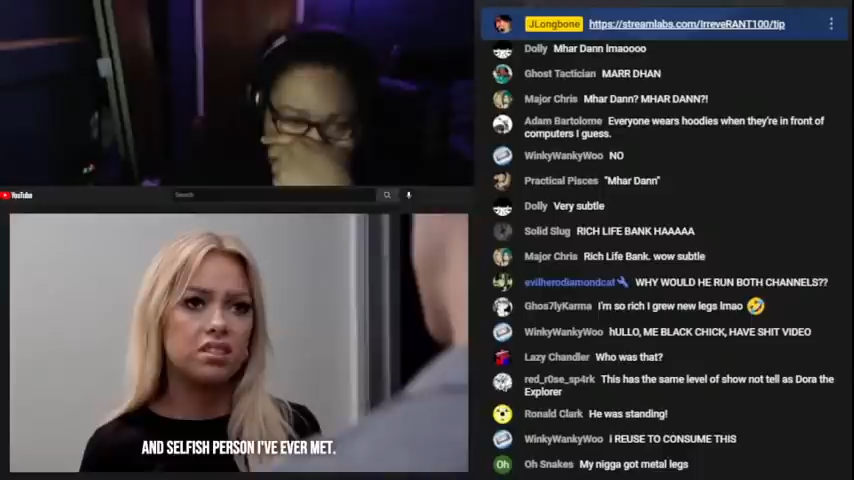 YouTube
Search
AND SELFISH PERSON I'VE EVER MET.
JLongbone https://streamlabs.com/IrreveRANT100/tip
Dolly Mhar Dann lmaoooo
Ghost Tactician MARR DHAN
Major Chris Mhar Dann? MHAR DANN?!
Adam Bartolome Everyone wears hoodies when they're in front of
computers I guess.
WinkyWankyWoo NO
Practical Pisces "Mhar Dann"
Dolly Very subtle
Solid Slug RICH LIFE BANK HAAAAA
Major Chris Rich Life Bank. wow subtle
evilherodiamondcat WHY WOULD HE RUN BOTH CHANNELS??
Ghos7lyKarma I'm so rich I grew new legs lmao 🤣
WinkyWankyWoo hULLO, ME BLACK CHICK, HAVE SHIT VIDEO
Lazy Chandler Who was that?
red_r0se_sp4rk This has the same level of show not tell as Dora the
Explorer
Ronald Clark He was standing!
WinkyWankyWoo i REUSE TO CONSUME THIS
Oh
Oh Snakes My nigga got metal legs